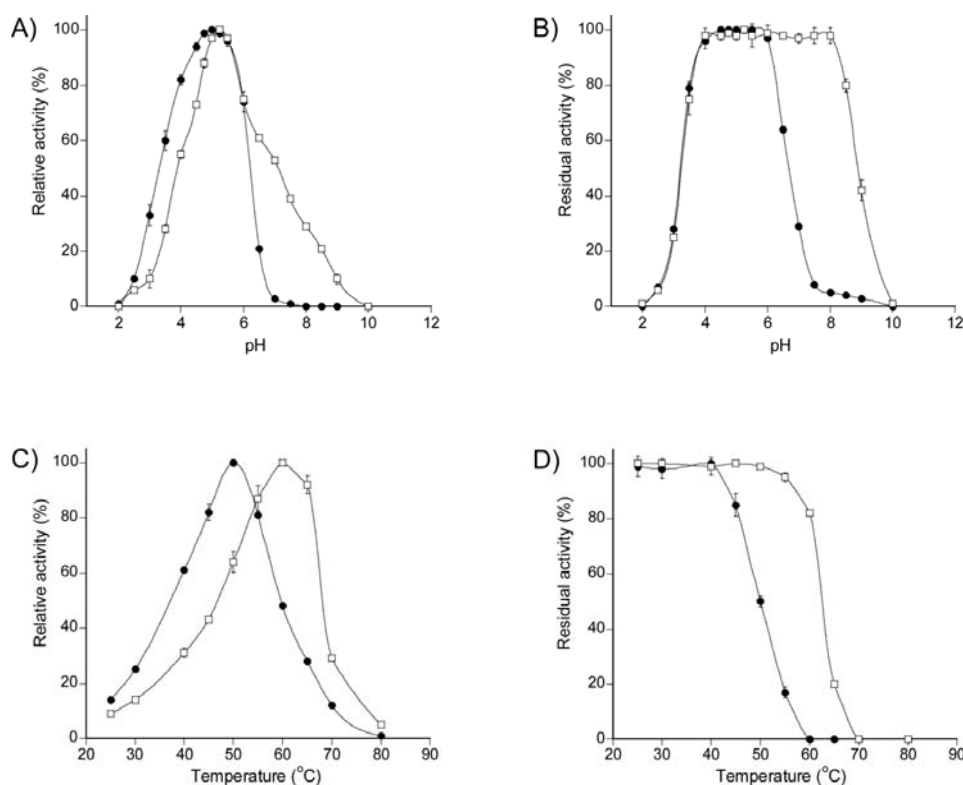 A)
Relative activity (%)
100
80
60
40
20
0
2 4 6 8 10 12
pH
B)
Residual activity (%)
100
80
60
40
20
0
2 4 6 8 10 12
pH
C)
Relative activity (%)
100
80
60
40
20
0
20 30 40 50 60 70 80 90
Temperature (°C)
D)
Residual activity (%)
100
80
60
40
20
0
20 30 40 50 60 70 80 90
Temperature (°C)